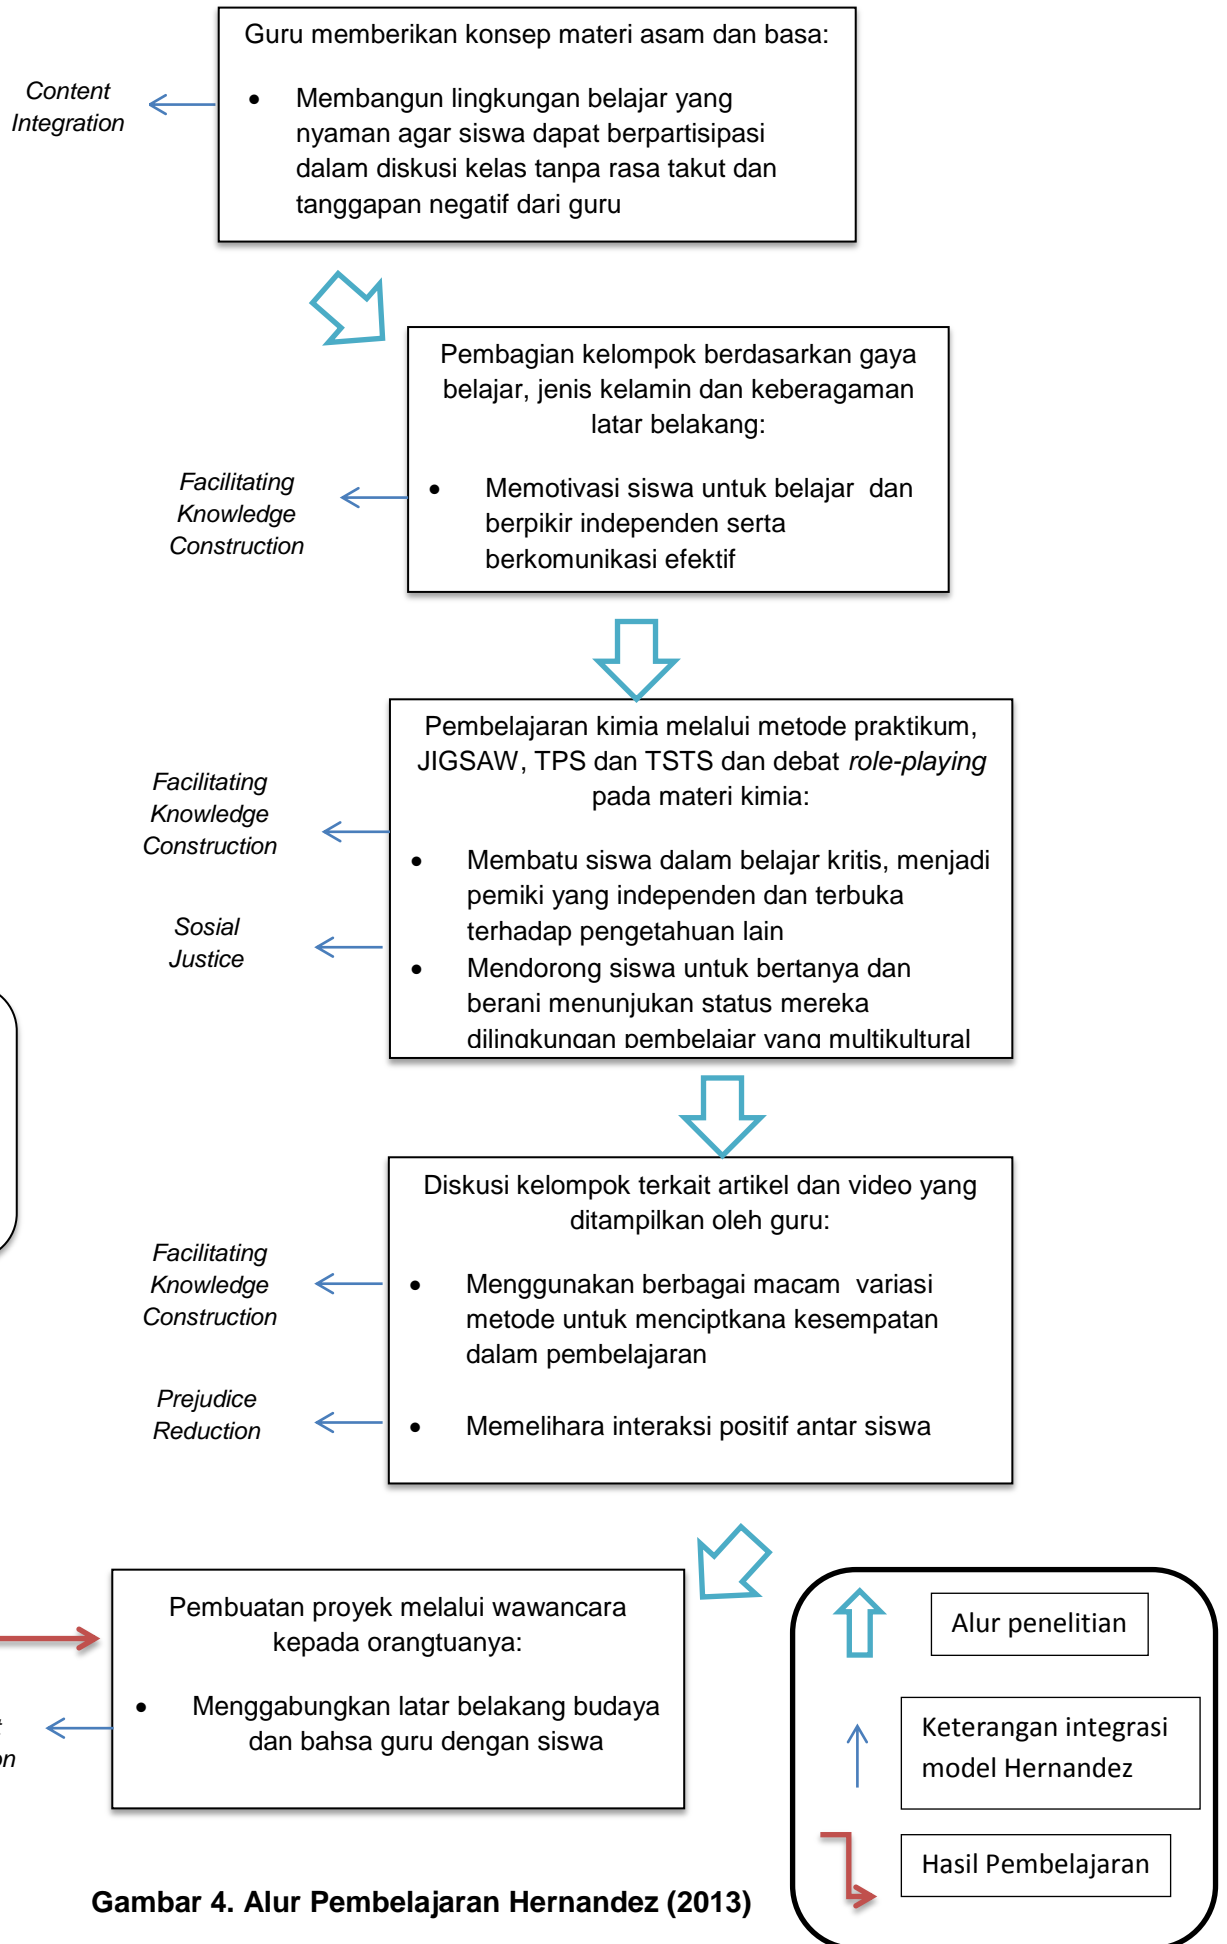 Guru memberikan konsep materi asam dan basa:
Content
Integration
• Membangun lingkungan belajar yang
nyaman agar siswa dapat berpartisipasi
dalam diskusi kelas tanpa rasa takut dan
tanggapan negatif dari guru
Pembagian kelompok berdasarkan gaya
belajar, jenis kelamin dan keberagaman
latar belakang:
Facilitating
Knowledge
Construction
• Memotivasi siswa untuk belajar dan
berpikir independen serta
berkomunikasi efektif
Pembelajaran kimia melalui metode praktikum,
JIGSAW, TPS dan TSTS dan debat role-playing
pada materi kimia:
Facilitating
Knowledge
Construction
• Membatu siswa dalam belajar kritis, menjadi
pemiki yang independen dan terbuka
terhadap pengetahuan lain
Sosial
Justice
• Mendorong siswa untuk bertanya dan
berani menunjukan status mereka
dilingkungan pembelajar yang multikultural
Diskusi kelompok terkait artikel dan video yang
ditampilkan oleh guru:
Facilitating
Knowledge
Construction
• Menggunakan berbagai macam variasi
metode untuk menciptkana kesempatan
dalam pembelajaran
Prejudice
Reduction
• Memelihara interaksi positif antar siswa
Pembuatan proyek melalui wawancara
kepada orangtuanya:
• Menggabungkan latar belakang budaya
dan bahsa guru dengan siswa
on
Alur penelitian
Keterangan integrasi
model Hernandez
Hasil Pembelajaran
Gambar 4. Alur Pembelajaran Hernandez (2013)